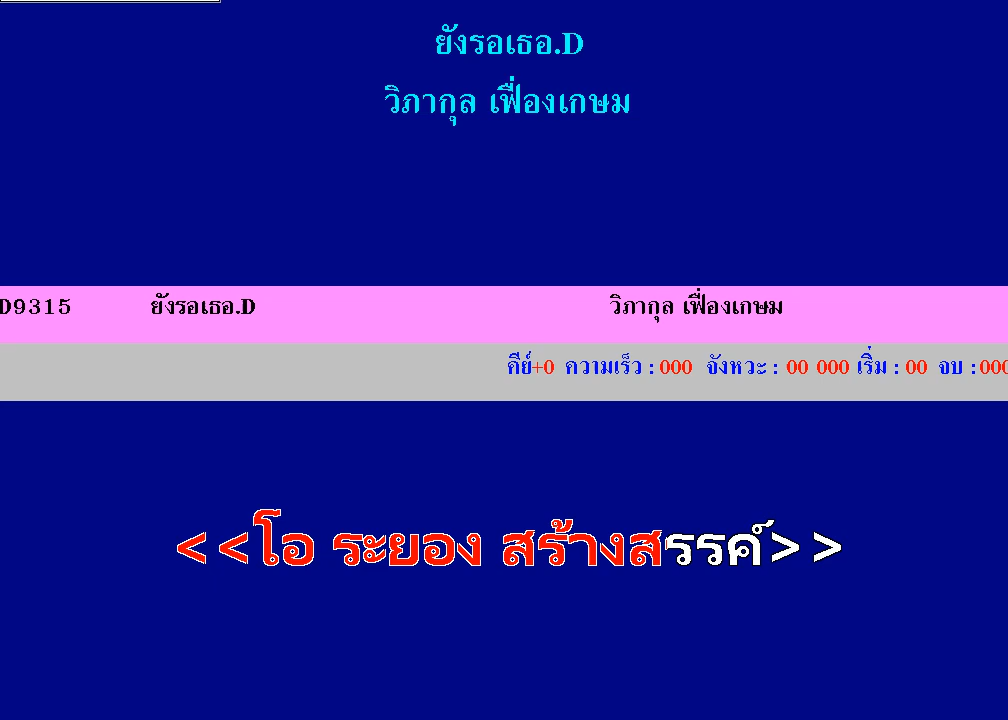 ยังรอเธอ.D
วิภากุล เฟื่องเกษม
D9315 ยังรอเธอ.D วิภากุล เฟื่องเกษม
คีย์+0 ความเร็ว : 000 จังหวะ : 00 000 เริ่ม : 00 จบ : 000
<<โอ ระยอง สร้างสรรค์>>